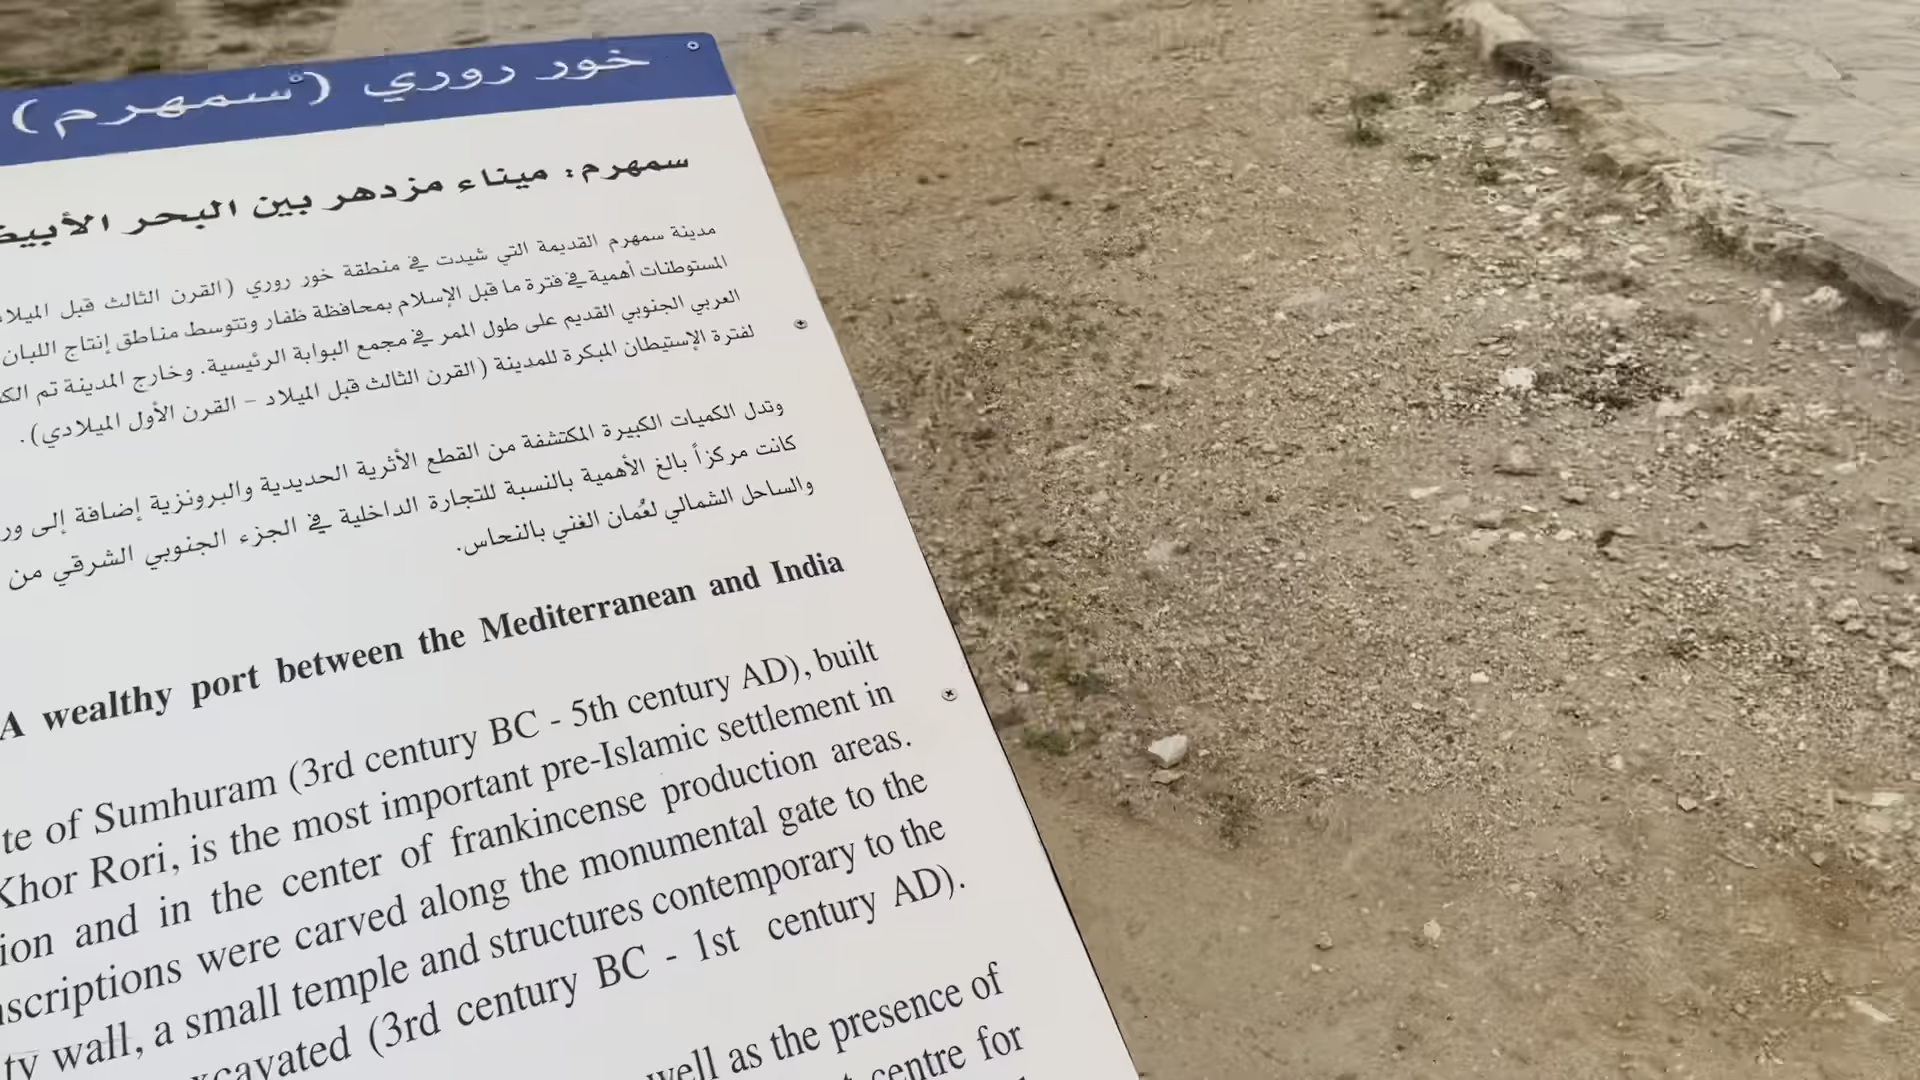 خور روري (سمهرم)
سمهرم: ميناء مزدهر بين البحر
مدينة سمهرم القديمة التي شيدت في منطقة خور روري (القرن الثالث قبل
المستوطنات أهمية في فترة ما قبل الإسلام بمحافظة ظفار وتتوسط مناطق إنتاج اللبان
العربي الجنوبي القديم على طول الممر في مجمع البوابة الرئيسية. وخارج المدينة تم
لفترة الإستيطان المبكرة للمدينة (القرن الثالث قبل الميلاد - القرن الأول الميلادي).
وتدل الكميات الكبيرة المكتشفة من القطع الأثرية الحديدية والبرونزية إضافة إلى
كانت مركزاً بالغ الأهمية بالنسبة للتجارة الداخلية في الجزء الجنوبي الشرقي من
والساحل الشمالي لعُمان الغني بالنحاس.
A wealthy port between the Mediterranean and India
of Sumhuram (3rd century BC - 5th century AD), built
Khor Rori, is the most important pre-Islamic settlement in
and in the center of frankincense production areas.
were carved along the monumental gate to the
wall, a small temple and structures contemporary to the
(3rd century BC - 1st century AD).
well as the presence of
centre for